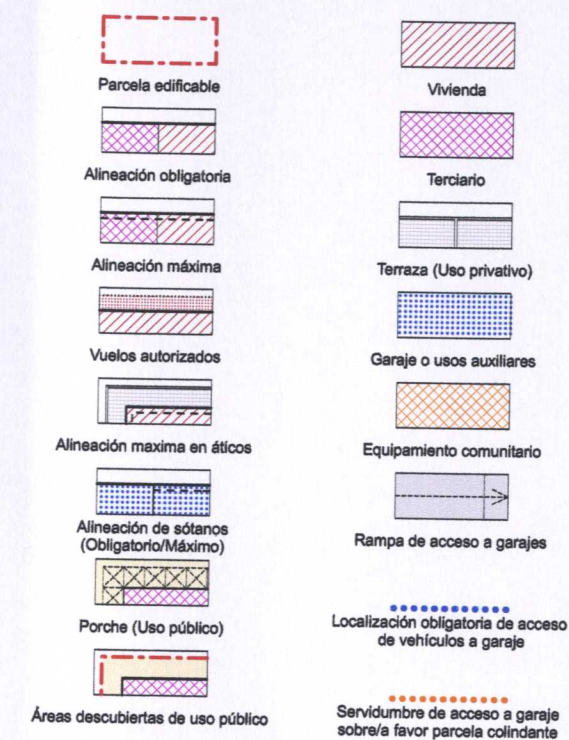 Parcela edificable
Alineación obligatoria
Alineación máxima
Vuelos autorizados
Alineación maxima en áticos
Alineación de sótanos
(Obligatorio/Máximo)
Porche (Uso público)
Áreas descubiertas de uso público
Vivienda
Terciario
Terraza (Uso privativo)
Garaje o usos auxiliares
Equipamiento comunitario
Rampa de acceso a garajes
Localización obligatoria de acceso
de vehículos a garaje
Servidumbre de acceso a garaje
sobre/a favor parcela colindante